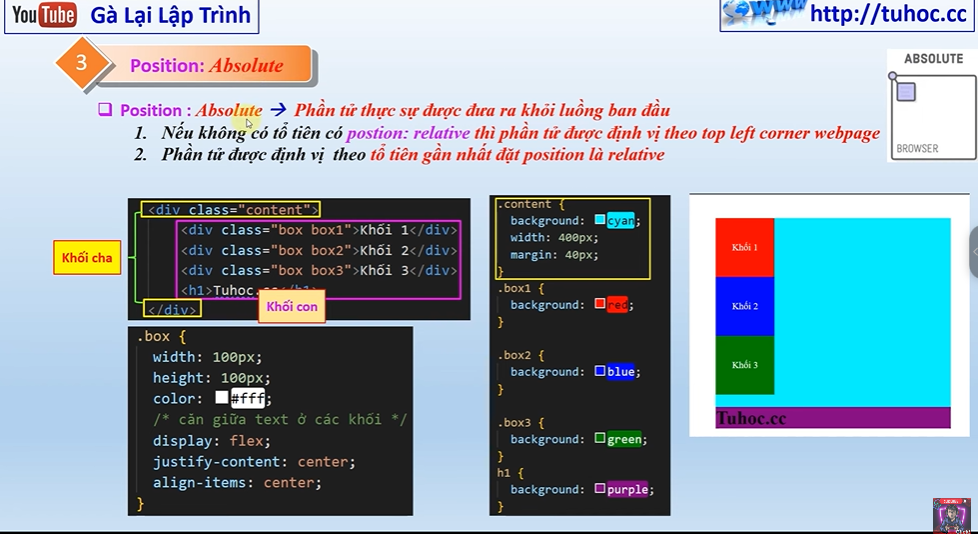 YouTube Gà Lại Lập Trình
www http://tuhoc.cc
3 Position: Absolute
ABSOLUTE
BROWSER
❑ Position : Absolute → Phần tử thực sự được đưa ra khỏi luồng ban đầu
1. Nếu không có tổ tiên có postion: relative thì phần tử được định vị theo top left corner webpage
2. Phần tử được định vị theo tổ tiên gần nhất đặt position là relative
Khối cha
<div class="content">
<div class="box box1">Khối 1</div>
<div class="box box2">Khối 2</div>
<div class="box box3">Khối 3</div>
<h1>Tuhoc.cc</h1>
</div>
Khối con
.box {
width: 100px;
height: 100px;
color: #fff;
/* căn giữa text ở các khối */
display: flex;
justify-content: center;
align-items: center;
}
.content {
background: cyan;
width: 400px;
margin: 40px;
}
.box1 {
background: red;
}
.box2 {
background: blue;
}
.box3 {
background: green;
}
h1 {
background: purple;
}
Khối 1
Khối 2
Khối 3
Tuhoc.cc